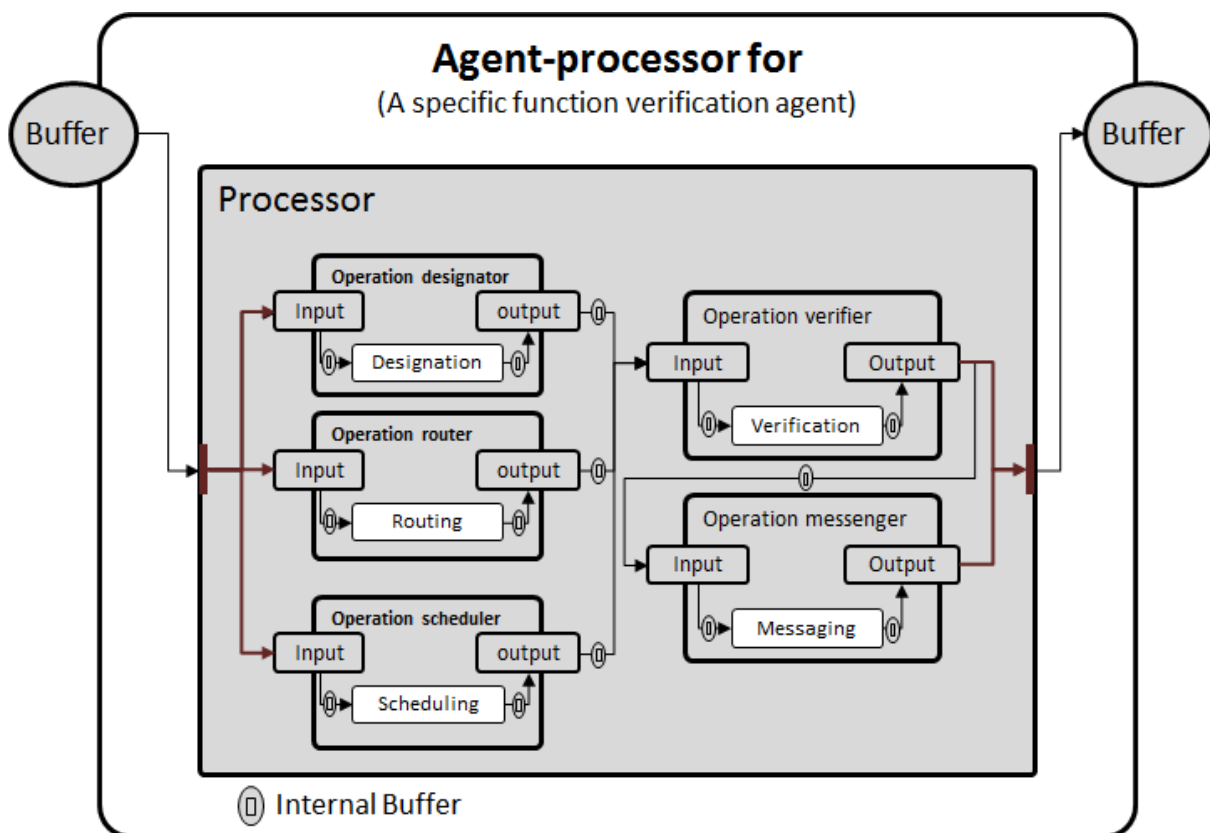 Agent-processor for
(A specific function verification agent)
Buffer
Buffer
Processor
Operation designator
Input
output
Designation
Operation router
Input
output
Routing
Operation scheduler
Input
output
Scheduling
Operation verifier
Input
Output
Verification
Operation messenger
Input
Output
Messaging
Internal Buffer